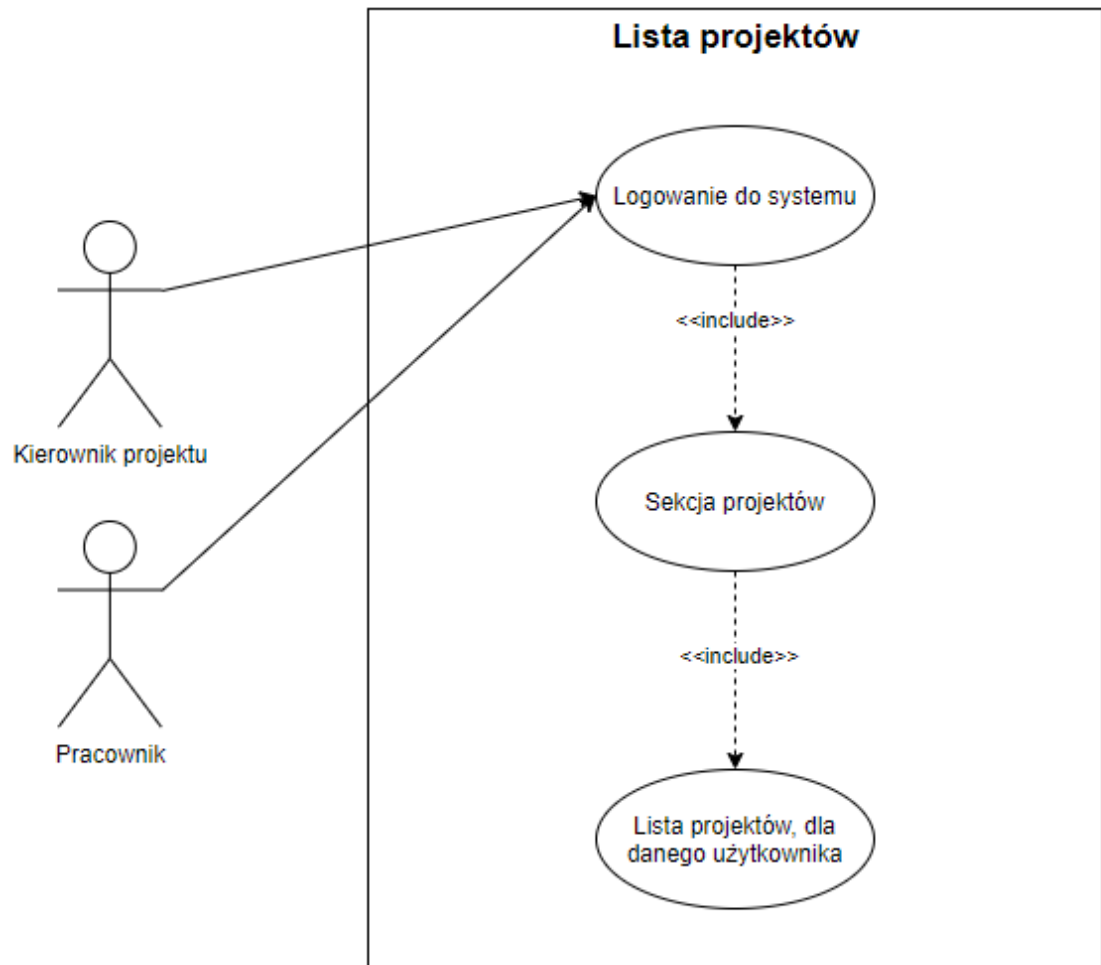 Lista projektów
Logowanie do systemu
<<include>>
Kierownik projektu
Sekcja projektów
<<include>>
Pracownik
Lista projektów, dla
danego użytkownika